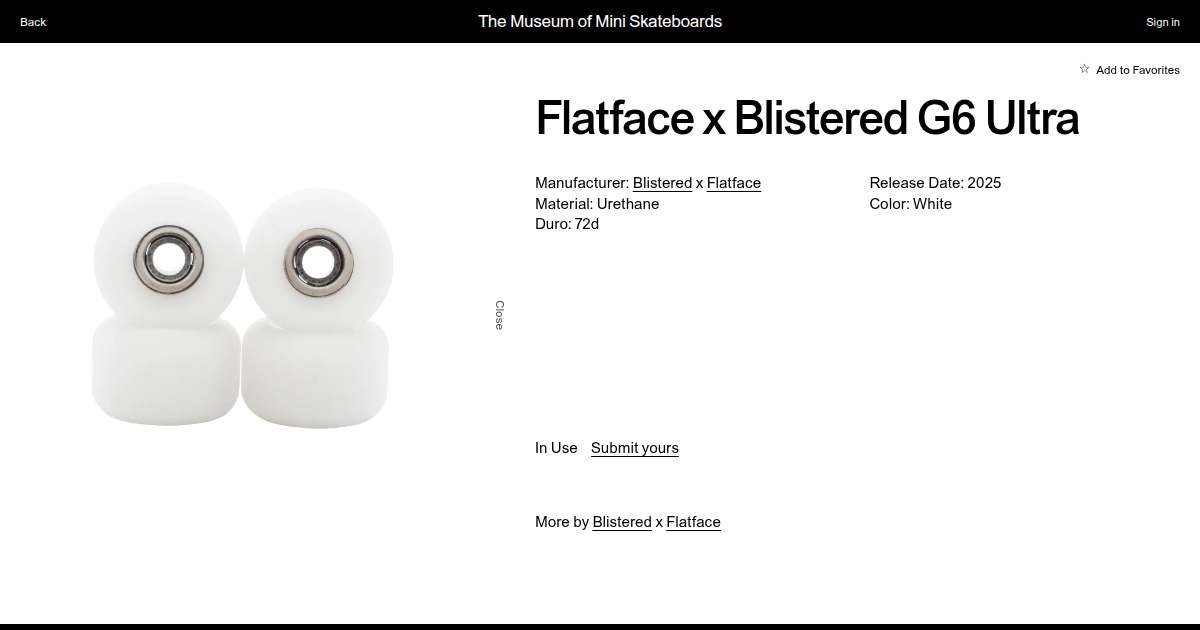 Back
The Museum of Mini Skateboards
Sign in
☆ Add to Favorites
Flatface x Blistered G6 Ultra
Manufacturer: Blistered x Flatface
Material: Urethane
Duro: 72d
Release Date: 2025
Color: White
Close
In Use Submit yours
More by Blistered x Flatface